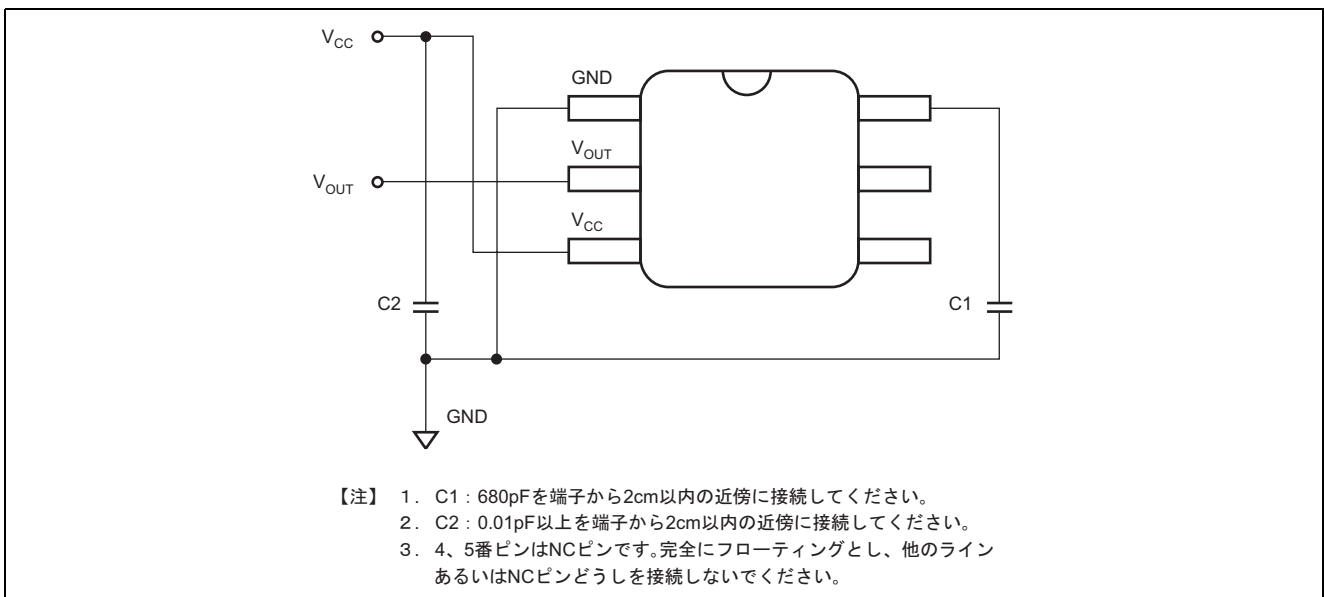 VCC
GND
VOUT
VOUT
VCC
C2
C1
GND
【注】 1. C1：680pFを端子から2cm以内の近傍に接続してください。
2. C2：0.01pF以上を端子から2cm以内の近傍に接続してください。
3. 4、5番ピンはNCピンです。完全にフローティングとし、他のライン
あるいはNCピンどうしを接続しないでください。